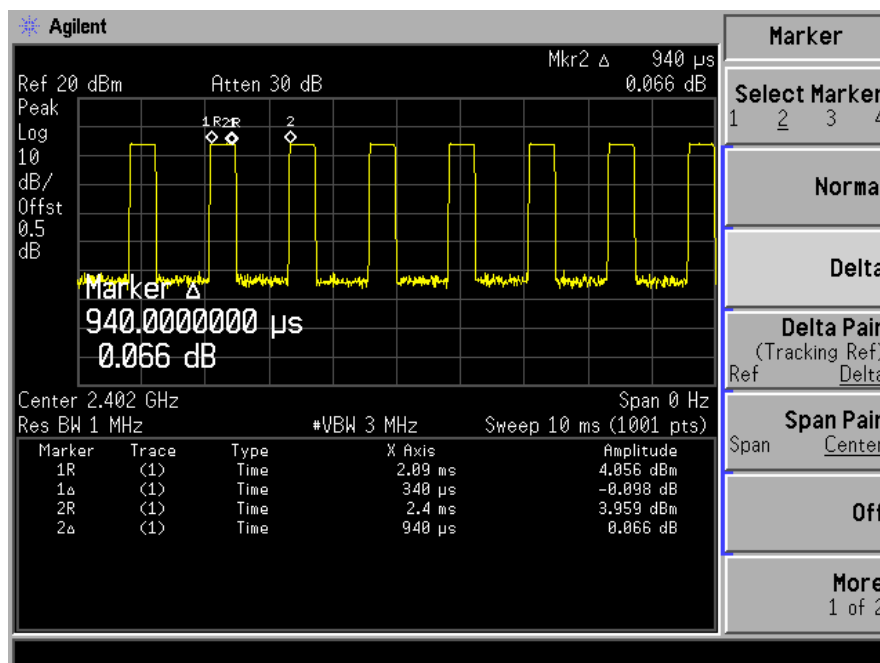 Agilent
Marker
Mkr2 Δ 940 µs
Ref 20 dBm Atten 30 dB 0.066 dB
Peak
Log
10
dB/
Offst
0.5
dB
1R 2R 2
Marker Δ
940.0000000 µs
0.066 dB
Center 2.402 GHz Span 0 Hz
Res BW 1 MHz #VBW 3 MHz Sweep 10 ms (1001 pts)
Marker Trace Type X Axis Amplitude
1R (1) Time 2.09 ms 4.056 dBm
1Δ (1) Time 340 µs -0.098 dB
2R (1) Time 2.4 ms 3.959 dBm
2Δ (1) Time 940 µs 0.066 dB
Select Marker
1 2 3 4
Norma
Delta
Delta Pair
(Tracking Ref)
Ref Delta
Span Pair
Span Center
Off
More
1 of 2